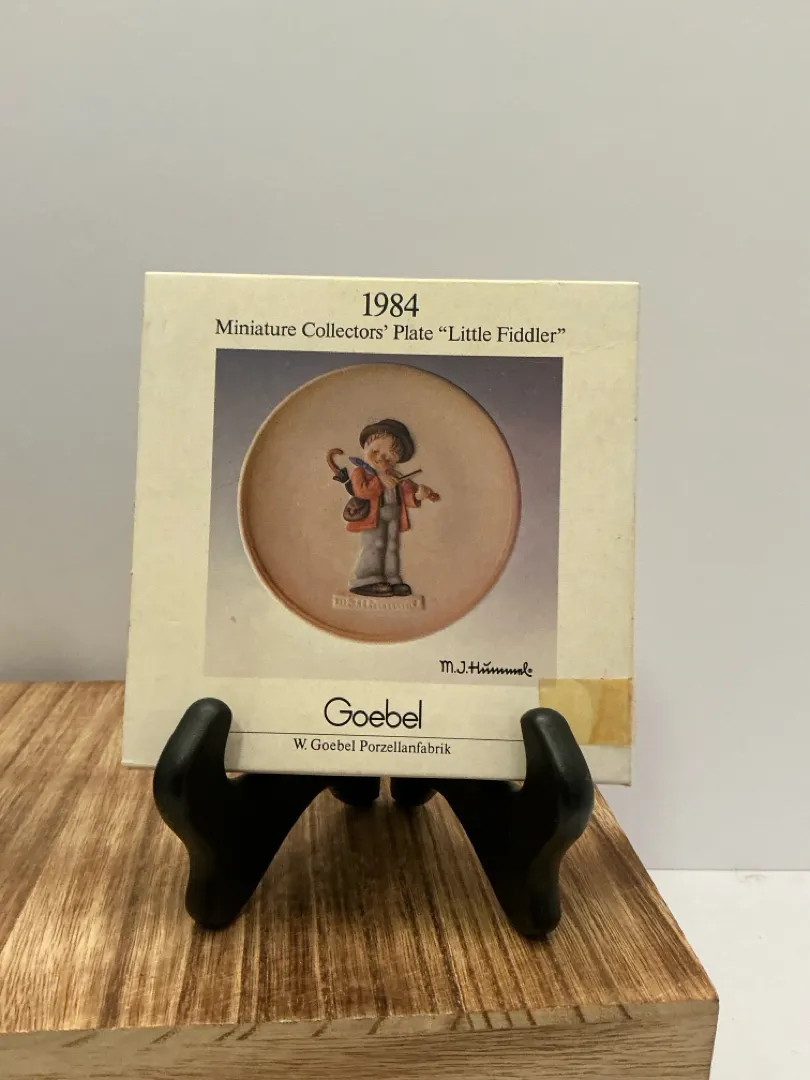 1984
Miniature Collectors' Plate “Little Fiddler”
M.J.Hummel
Goebel
W. Goebel Porzellanfabrik